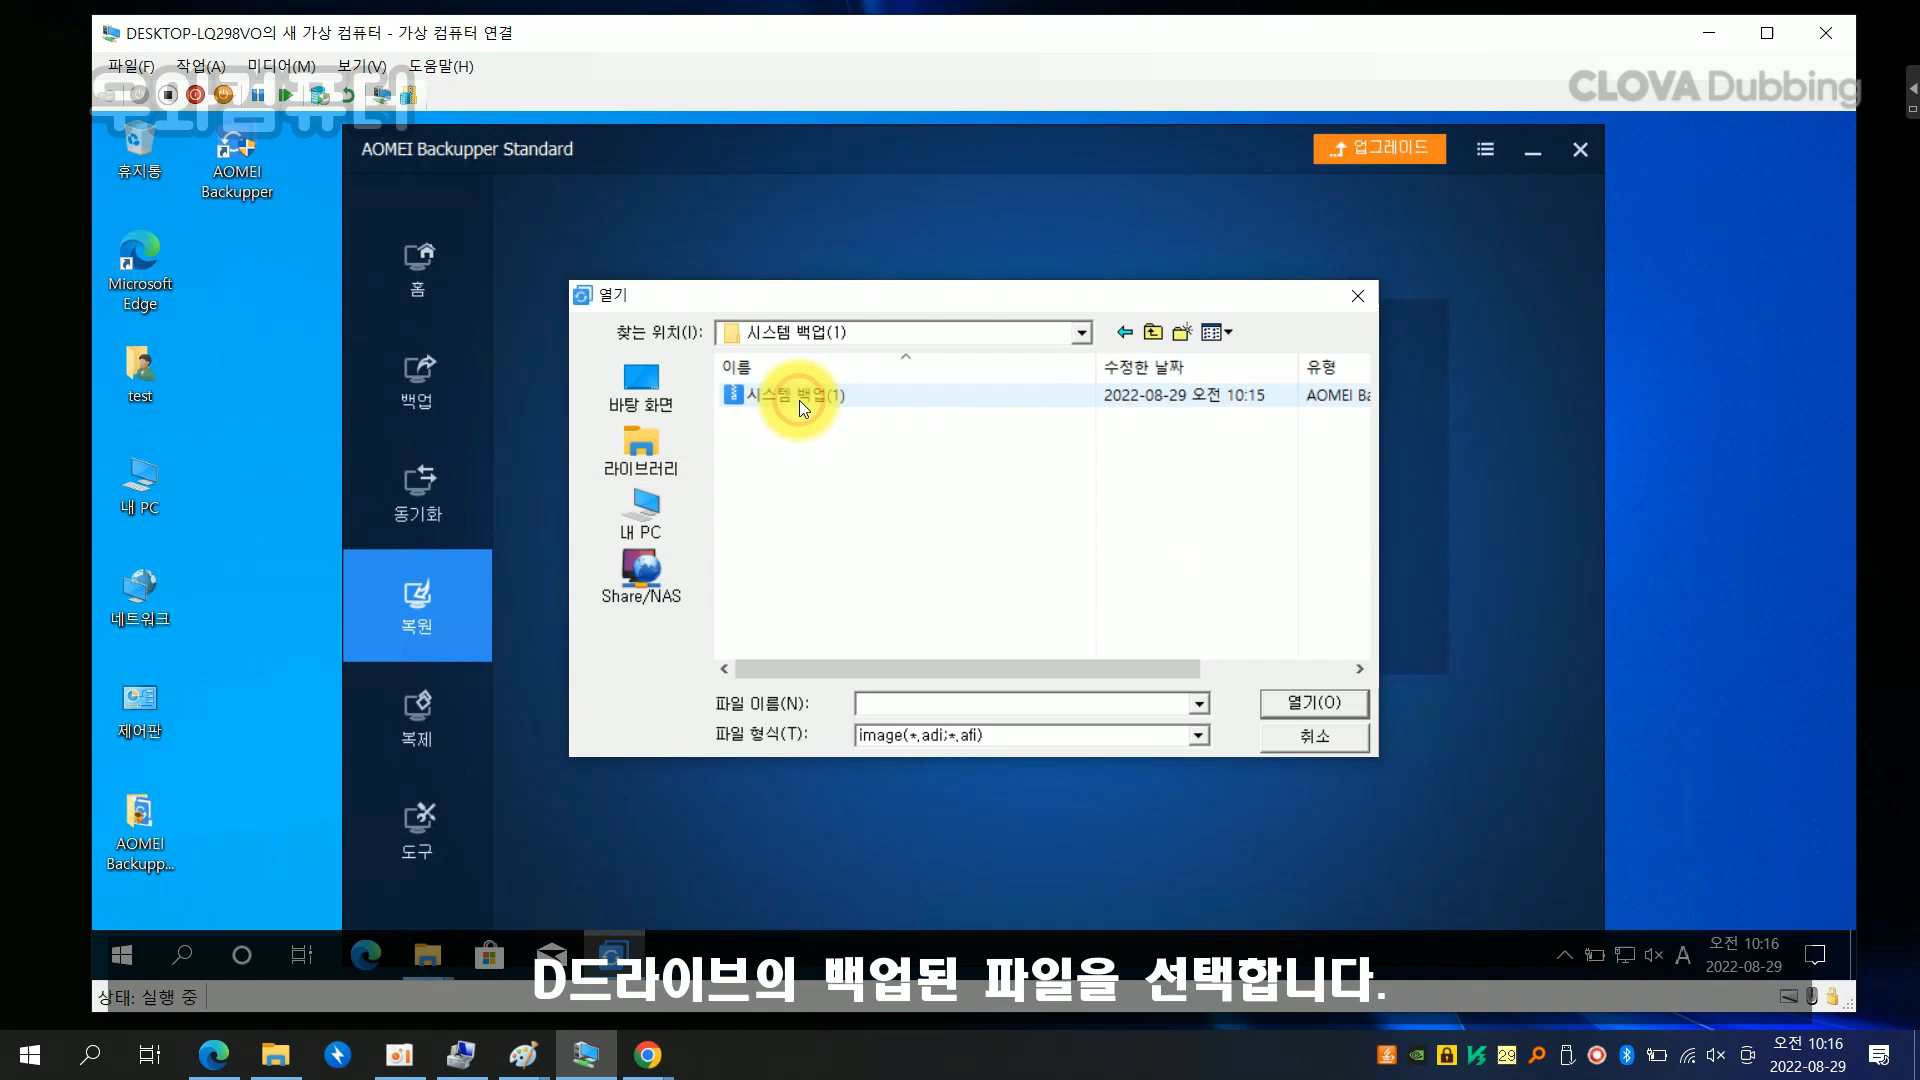 DESKTOP-LQ298VO의 새 가상 컴퓨터 - 가상 컴퓨터 연결
파일(F) 작업(A) 미디어(M) 보기(V) 도움말(H)
우와컴퓨터
CLOVA Dubbing
휴지통
AOMEI
Backupper
Microsoft
Edge
test
내 PC
네트워크
제어판
AOMEI
Backupp...
AOMEI Backupper Standard
업그레이드
홈
백업
동기화
복원
복제
도구
열기
찾는 위치(I): 시스템 백업(1)
이름 수정한 날짜 유형
시스템 백업(1) 2022-08-29 오전 10:15 AOMEI Ba
바탕 화면
라이브러리
내 PC
Share/NAS
파일 이름(N): 열기(O)
파일 형식(T): image(*.adi;*.afi) 취소
A 오전 10:16
2022-08-29
D드라이브의 백업된 파일을 선택합니다.
상태: 실행 중
29
오전 10:16
2022-08-29